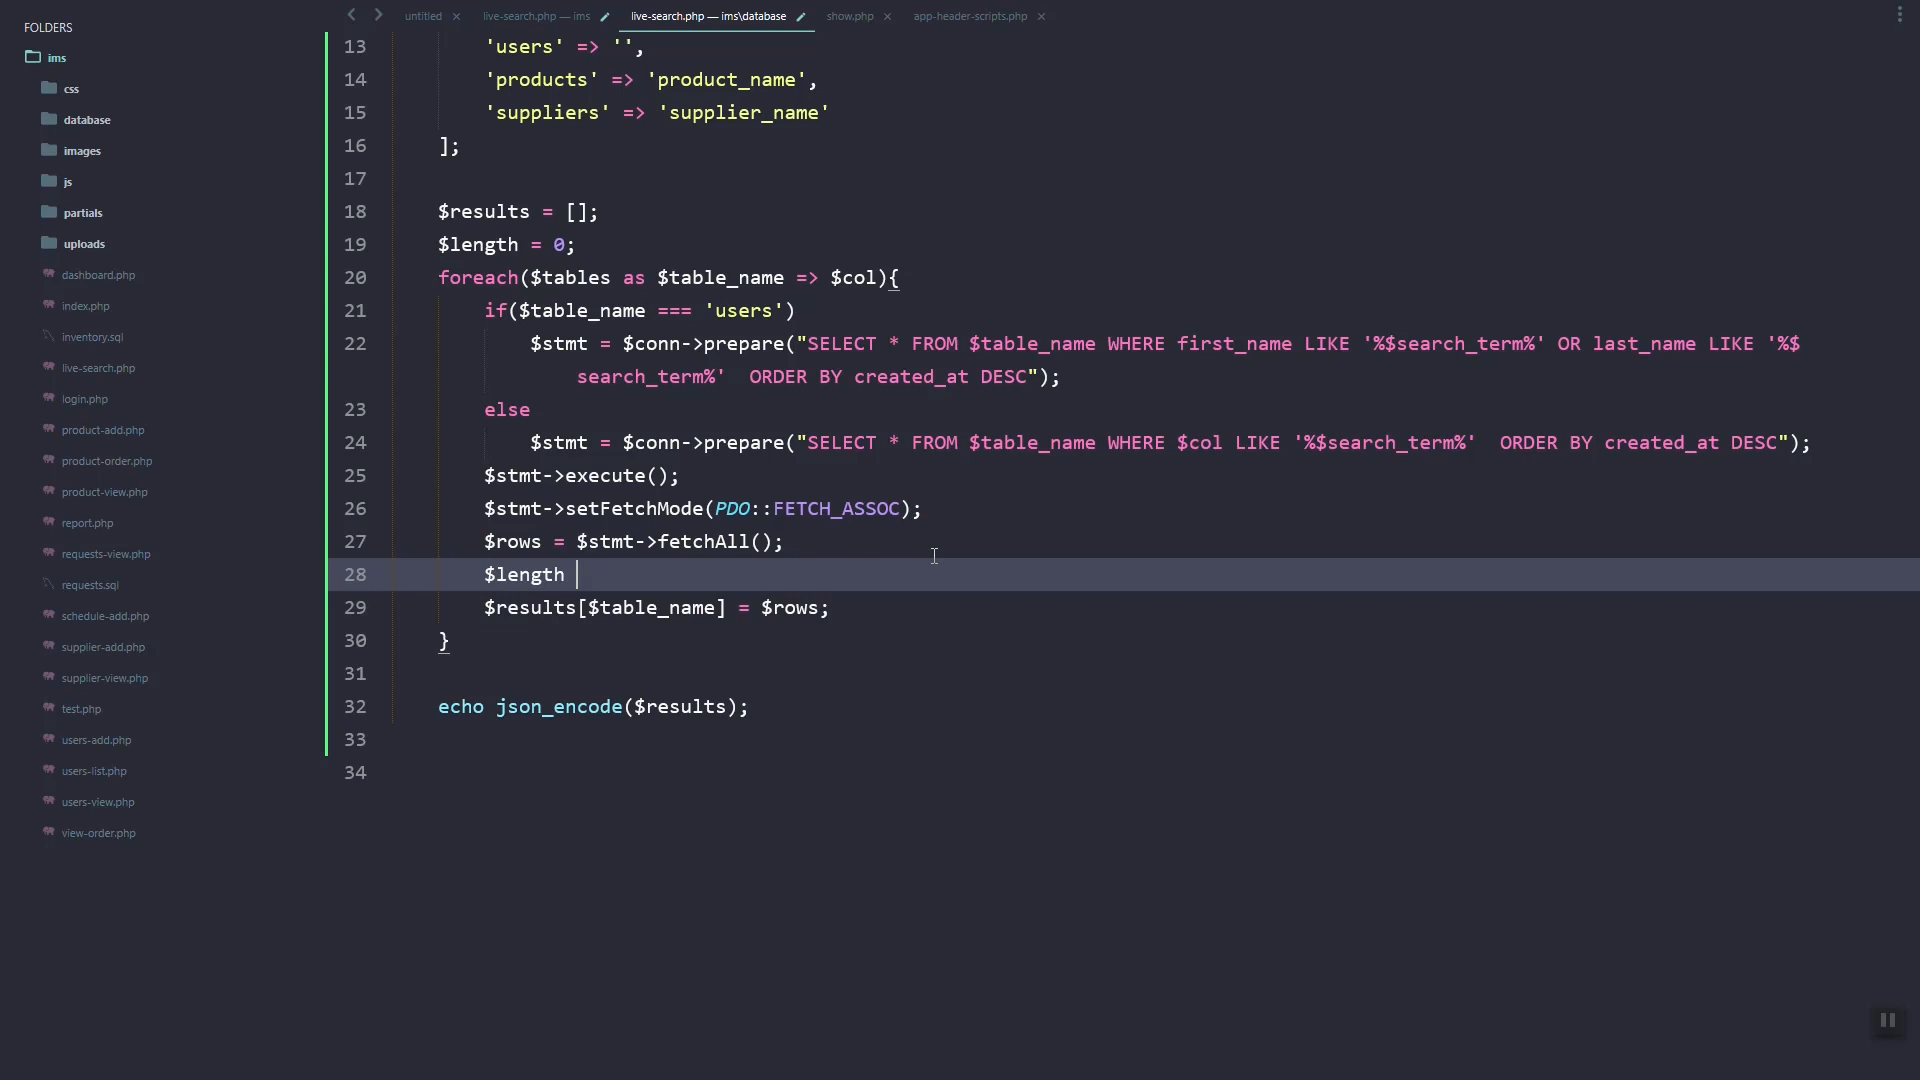 FOLDERS
ims
css
database
images
js
partials
uploads
dashboard.php
index.php
inventory.sql
live-search.php
login.php
product-add.php
product-order.php
product-view.php
report.php
requests-view.php
requests.sql
schedule-add.php
supplier-add.php
supplier-view.php
test.php
users-add.php
users-list.php
users-view.php
view-order.php
untitled × live-search.php — ims live-search.php — ims\database show.php × app-header-scripts.php ×
13 'users' => '',
14 'products' => 'product_name',
15 'suppliers' => 'supplier_name'
16 ];
17
18 $results = [];
19 $length = 0;
20 foreach($tables as $table_name => $col){
21 if($table_name === 'users')
22 $stmt = $conn->prepare("SELECT * FROM $table_name WHERE first_name LIKE '%$search_term%' OR last_name LIKE '%$
search_term%'  ORDER BY created_at DESC");
23 else
24 $stmt = $conn->prepare("SELECT * FROM $table_name WHERE $col LIKE '%$search_term%'  ORDER BY created_at DESC");
25 $stmt->execute();
26 $stmt->setFetchMode(PDO::FETCH_ASSOC);
27 $rows = $stmt->fetchAll();
28 $length
29 $results[$table_name] = $rows;
30 }
31
32 echo json_encode($results);
33
34